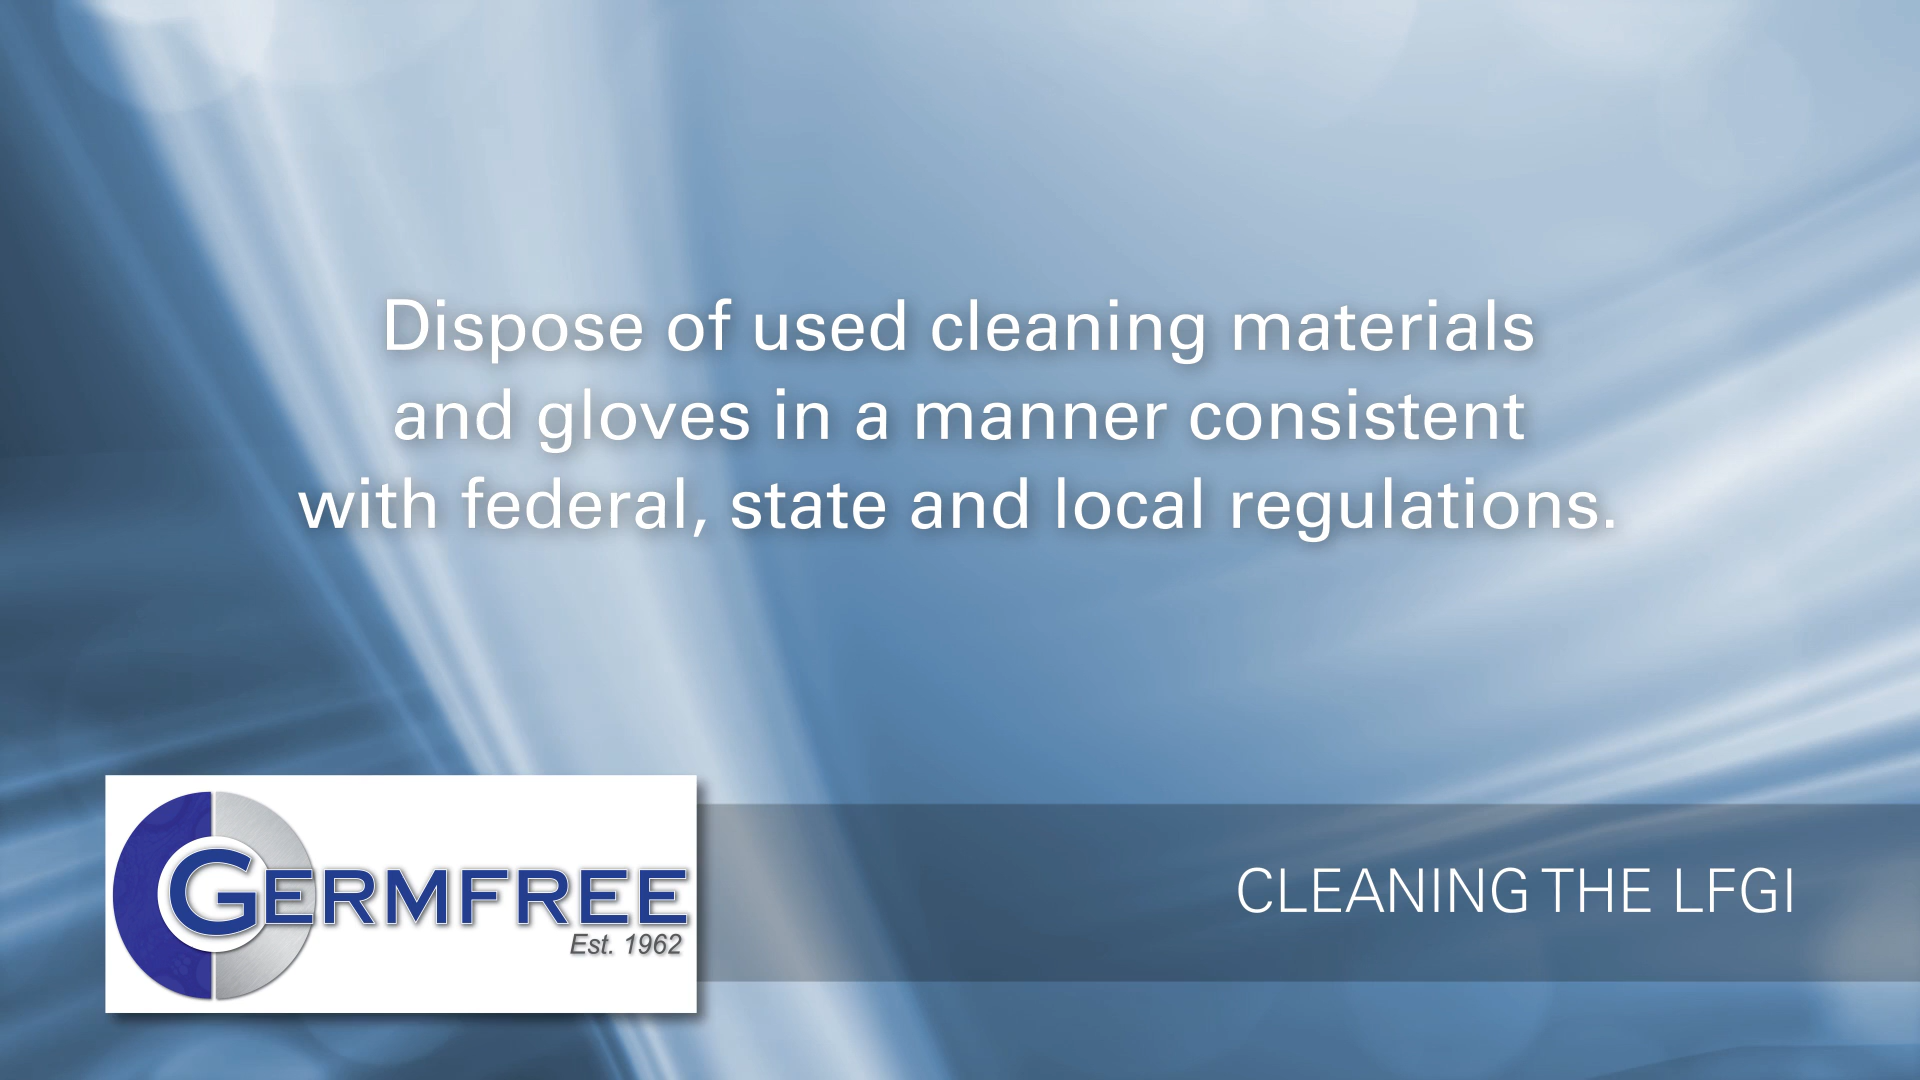 Dispose of used cleaning materials
and gloves in a manner consistent
with federal, state and local regulations.
GERMFREE
Est. 1962
CLEANING THE LFGI